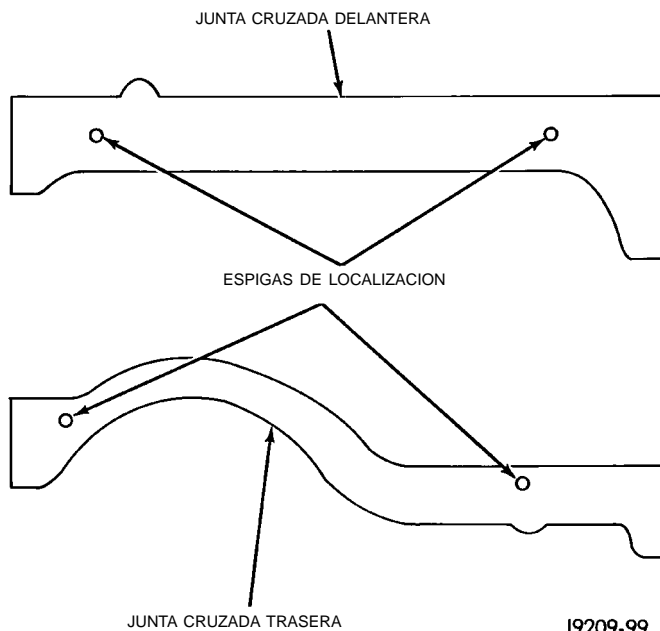 JUNTA CRUZADA DELANTERA
ESPIGAS DE LOCALIZACION
JUNTA CRUZADA TRASERA
J9209-99